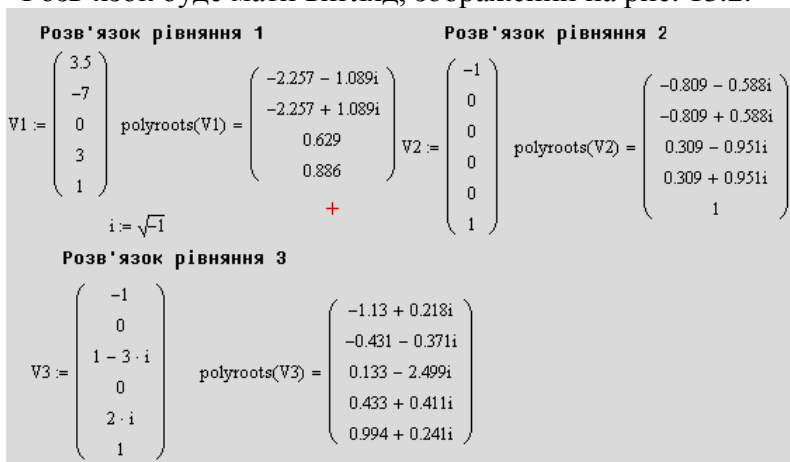 Розв'язок буде мати вигляд, зображений на рис. 13.2.
Розв'язок рівняння 1
V1 :=
3.5
−7
0
3
1
polyroots(V1) =
−2.257 − 1.089i
−2.257 + 1.089i
0.629
0.886
+
i := √−1
Розв'язок рівняння 2
V2 :=
−1
0
0
0
0
1
polyroots(V2) =
−0.809 − 0.588i
−0.809 + 0.588i
0.309 − 0.951i
0.309 + 0.951i
1
Розв'язок рівняння 3
V3 :=
−1
0
1 − 3 · i
0
2 · i
1
polyroots(V3) =
−1.13 + 0.218i
−0.431 − 0.371i
0.133 − 2.499i
0.433 + 0.411i
0.994 + 0.241i